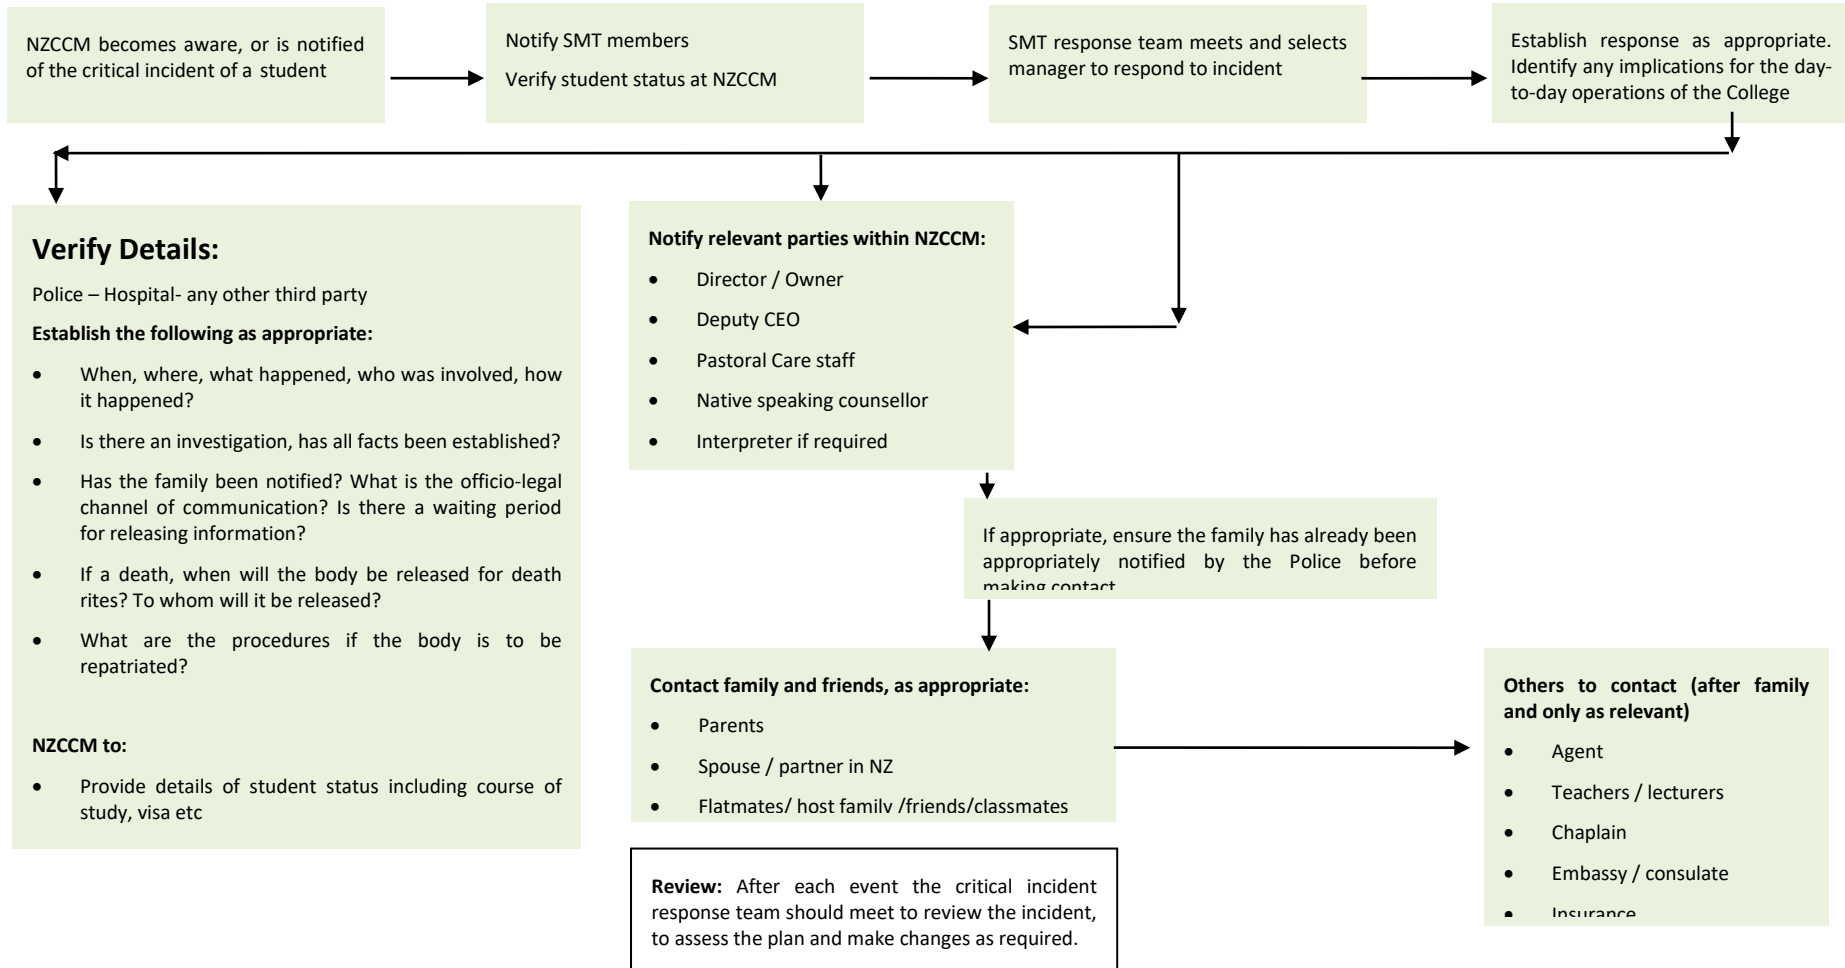 NZCCM becomes aware, or is notified
of the critical incident of a student
Notify SMT members
Verify student status at NZCCM
SMT response team meets and selects
manager to respond to incident
Establish response as appropriate.
Identify any implications for the day-
to-day operations of the College
Verify Details:
Police – Hospital- any other third party
Establish the following as appropriate:
• When, where, what happened, who was involved, how
it happened?
• Is there an investigation, has all facts been established?
• Has the family been notified? What is the officio-legal
channel of communication? Is there a waiting period
for releasing information?
• If a death, when will the body be released for death
rites? To whom will it be released?
• What are the procedures if the body is to be
repatriated?
NZCCM to:
• Provide details of student status including course of
study, visa etc
Notify relevant parties within NZCCM:
• Director / Owner
• Deputy CEO
• Pastoral Care staff
• Native speaking counsellor
• Interpreter if required
If appropriate, ensure the family has already been
appropriately notified by the Police before
making contact
Contact family and friends, as appropriate:
• Parents
• Spouse / partner in NZ
• Flatmates/ host family /friends/classmates
Others to contact (after family
and only as relevant)
• Agent
• Teachers / lecturers
• Chaplain
• Embassy / consulate
• Insurance
Review: After each event the critical incident
response team should meet to review the incident,
to assess the plan and make changes as required.